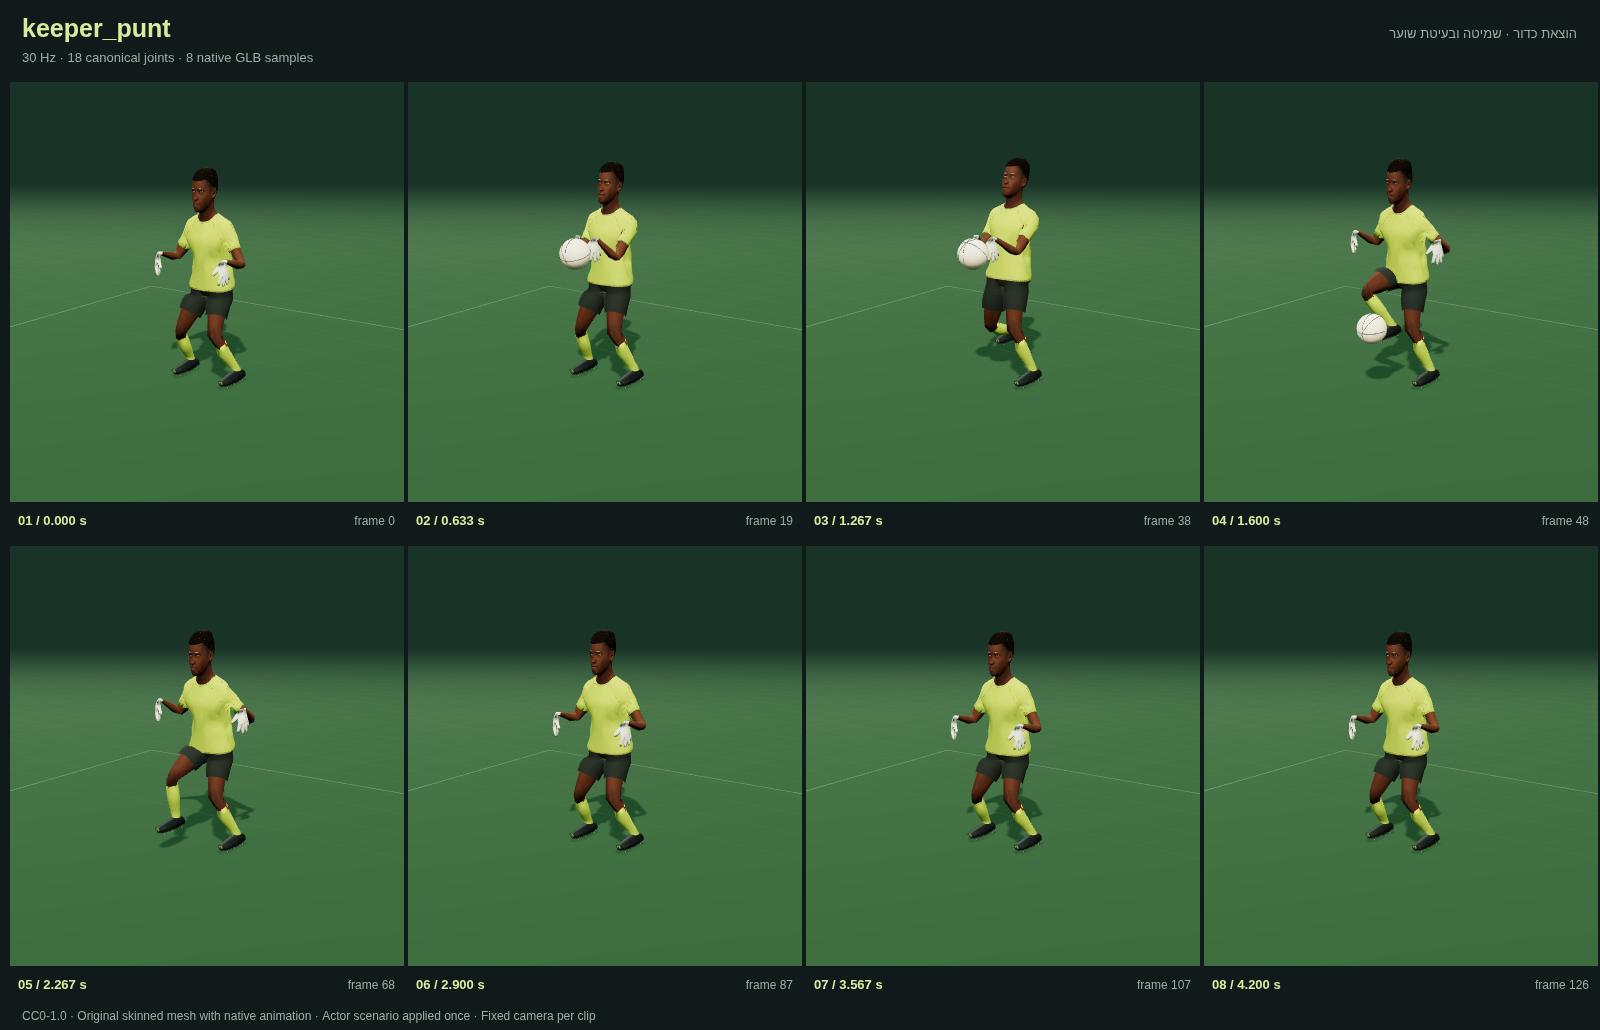 keeper_punt
הוצאת כדור · שמיטה ובעיטת שוער
30 Hz · 18 canonical joints · 8 native GLB samples
01 / 0.000 s frame 0
02 / 0.633 s frame 19
03 / 1.267 s frame 38
04 / 1.600 s frame 48
05 / 2.267 s frame 68
06 / 2.900 s frame 87
07 / 3.567 s frame 107
08 / 4.200 s frame 126
CC0-1.0 · Original skinned mesh with native animation · Actor scenario applied once · Fixed camera per clip